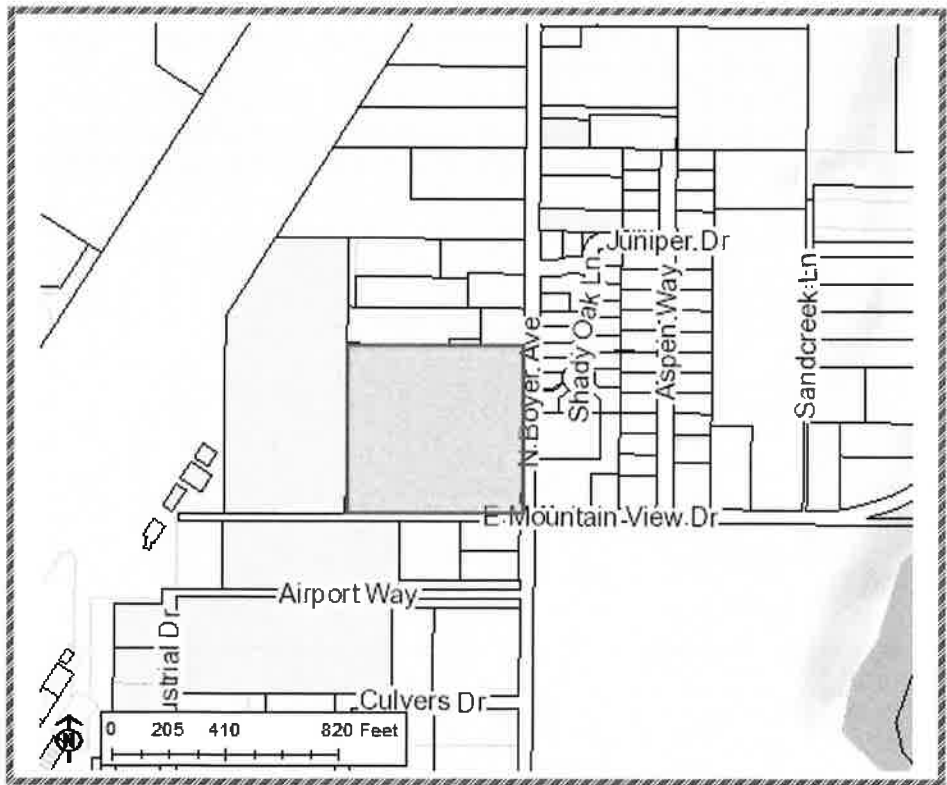 Juniper Dr
Shady Oak Ln
Aspen Way
Sandcreek Ln
N Boyer Ave
E Mountain View Dr
Airport Way
ustrial Dr
Culvers Dr
0 205 410 820 Feet
N